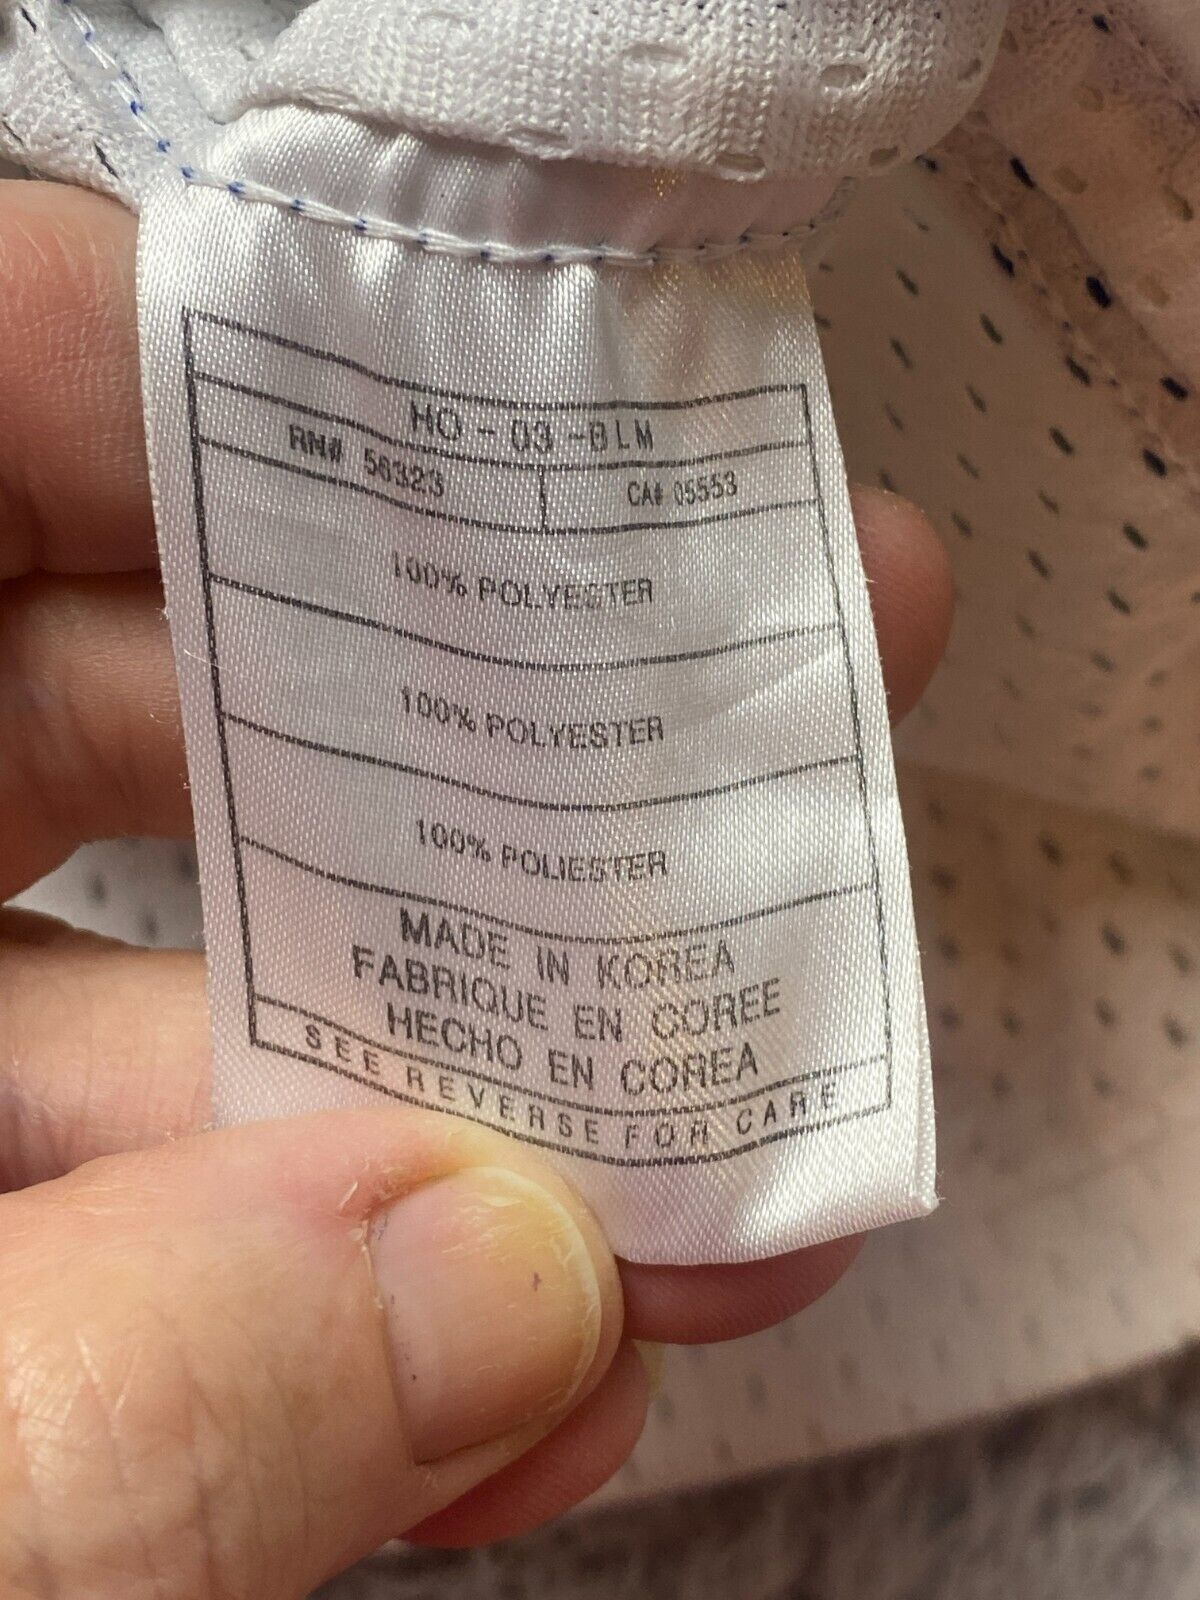 HO - 03 -BLM
RN# 56323
CA# 05553
100% POLYESTER
100% POLYESTER
100% POLIESTER
MADE IN KOREA
FABRIQUE EN COREE
HECHO EN COREA
SEE REVERSE FOR CARE